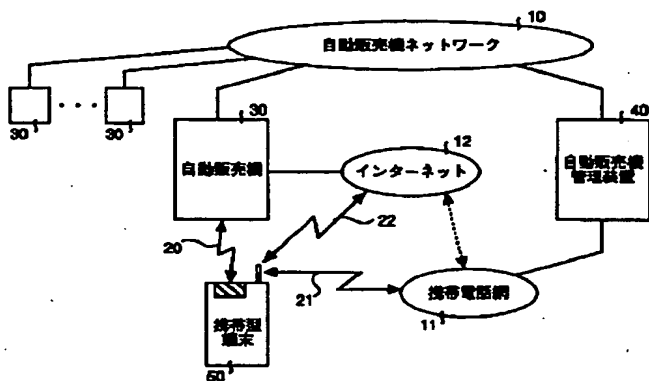 10
自動販売機ネットワーク
30
30
30
自動販売機
12
インターネット
40
自動販売機
管理装置
20
22
21
携帯電話網
11
携帯型
端末
50